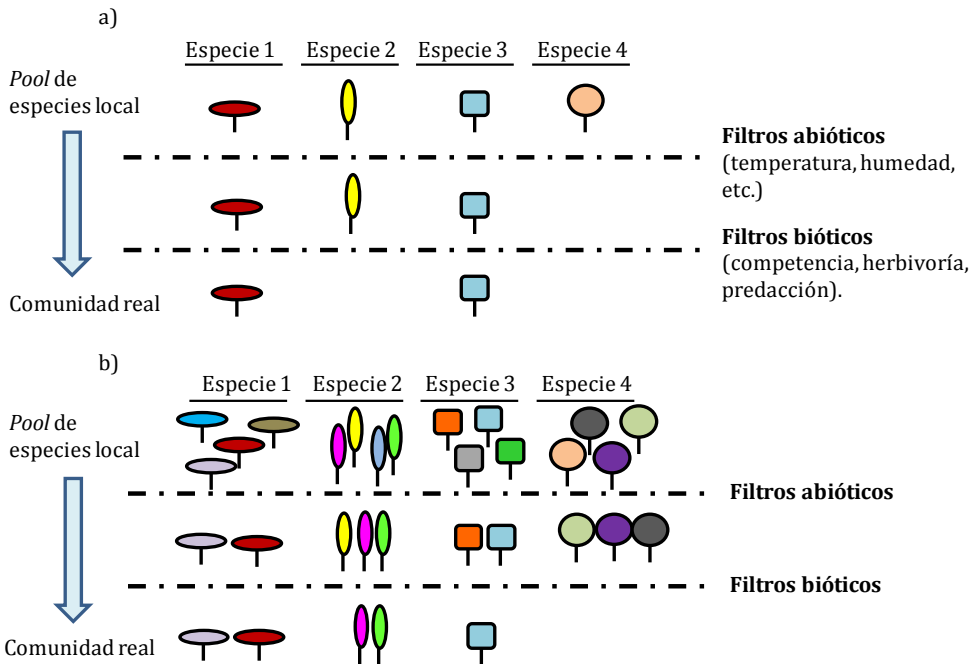 a)
Especie 1 Especie 2 Especie 3 Especie 4
Pool de
especies local
Filtros abióticos
(temperatura, humedad,
etc.)
Filtros bióticos
(competencia, herbivoría,
predacción).
Comunidad real
b)
Especie 1 Especie 2 Especie 3 Especie 4
Pool de
especies local
Filtros abióticos
Filtros bióticos
Comunidad real